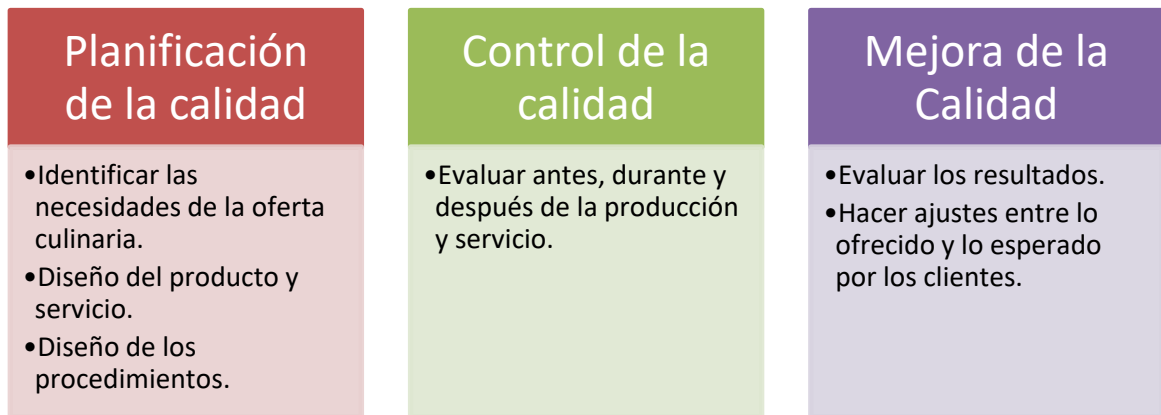 Planificación
de la calidad
•Identificar las
necesidades de la oferta
culinaria.
•Diseño del producto y
servicio.
•Diseño de los
procedimientos.
Control de la
calidad
•Evaluar antes, durante y
después de la producción
y servicio.
Mejora de la
Calidad
•Evaluar los resultados.
•Hacer ajustes entre lo
ofrecido y lo esperado
por los clientes.